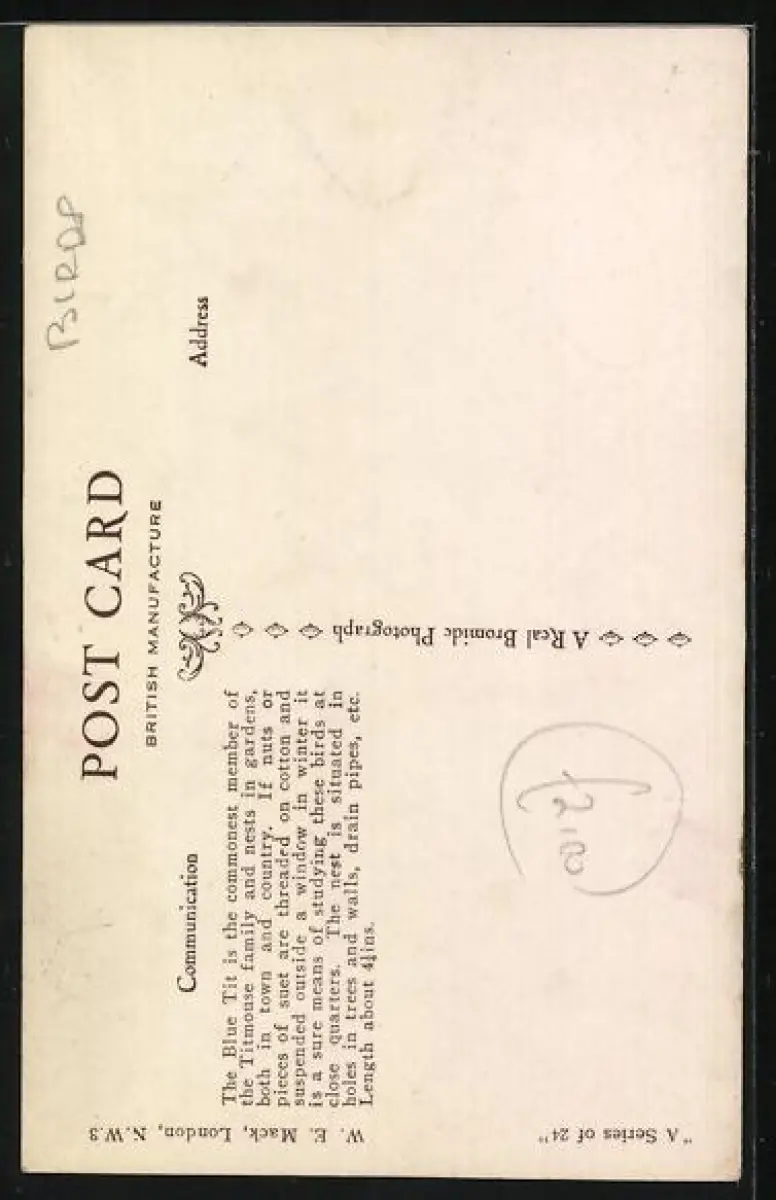 BIRDS
POST CARD
BRITISH MANUFACTURE
Communication
Address
The Blue Tit is the commonest member of
the Titmouse family and nests in gardens,
both in town and country. If nuts or
pieces of suet are threaded on cotton and
suspended outside a window in winter it
is a sure means of studying these birds at
close quarters. The nest is situated in
holes in trees and walls, drain pipes, etc.
Length about 4½ins.
A Real Bromide Photograph
£2.00
W. E. Mack, London, N.W.3
"A Series of 24"